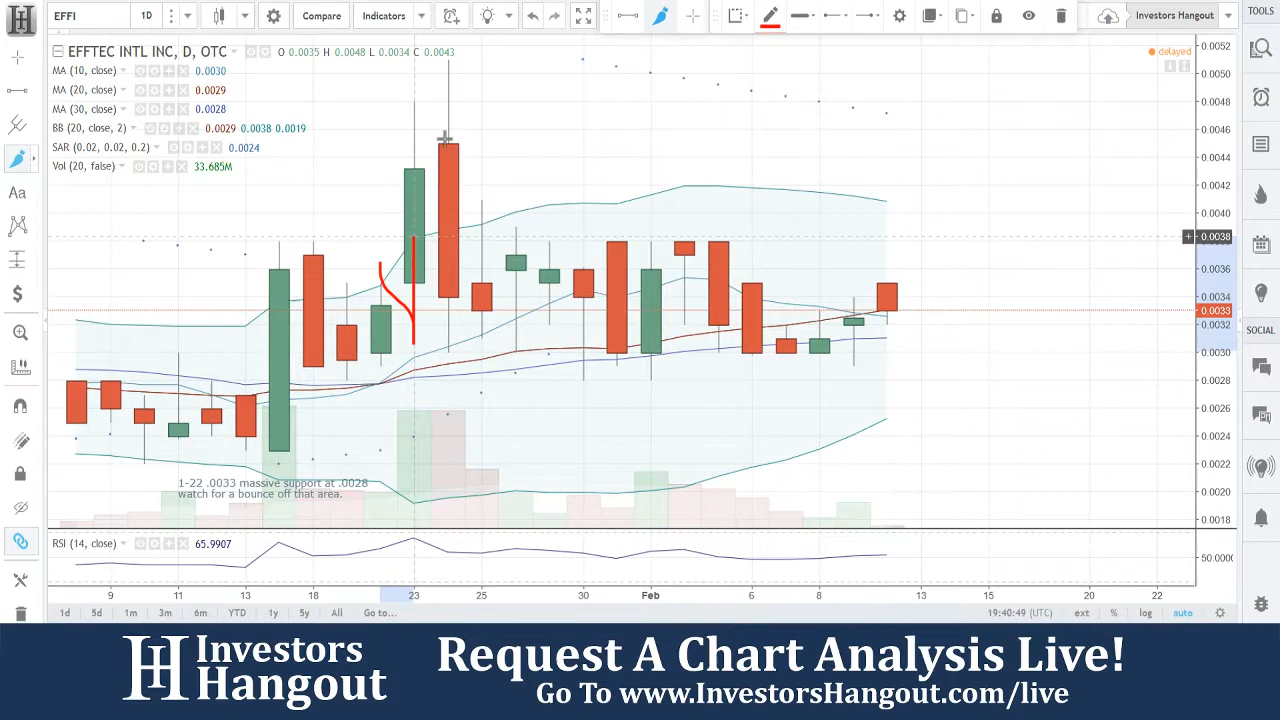 EFFI 1D Compare Indicators Investors Hangout TOOLS
EFFTEC INTL INC, D, OTC O 0.0035 H 0.0048 L 0.0034 C 0.0043
delayed
MA (10, close) 0.0030
MA (20, close) 0.0029
MA (30, close) 0.0028
BB (20, close, 2) 0.0029 0.0038 0.0019
SAR (0.02, 0.02, 0.2) 0.0024
Vol (20, false) 33.685M
0.0052
0.0050
0.0048
0.0046
0.0044
0.0042
0.0040
0.0038
0.0036
0.0034
0.0033
0.0032
0.0030
0.0028
0.0026
0.0024
0.0022
0.0020
0.0018
Aa
SOCIAL
1-22 .0033 massive support at .0028
watch for a bounce off that area.
RSI (14, close) 65.9907
50.0000
9 11 18 23 25 30 Feb 6 8 13 15 20 22
1d 5d 1m 3m 6m YTD 1y 5y All Go to... 19:40:49 (UTC) ext % log auto
Investors
Hangout
Request A Chart Analysis Live!
Go To www.InvestorsHangout.com/live